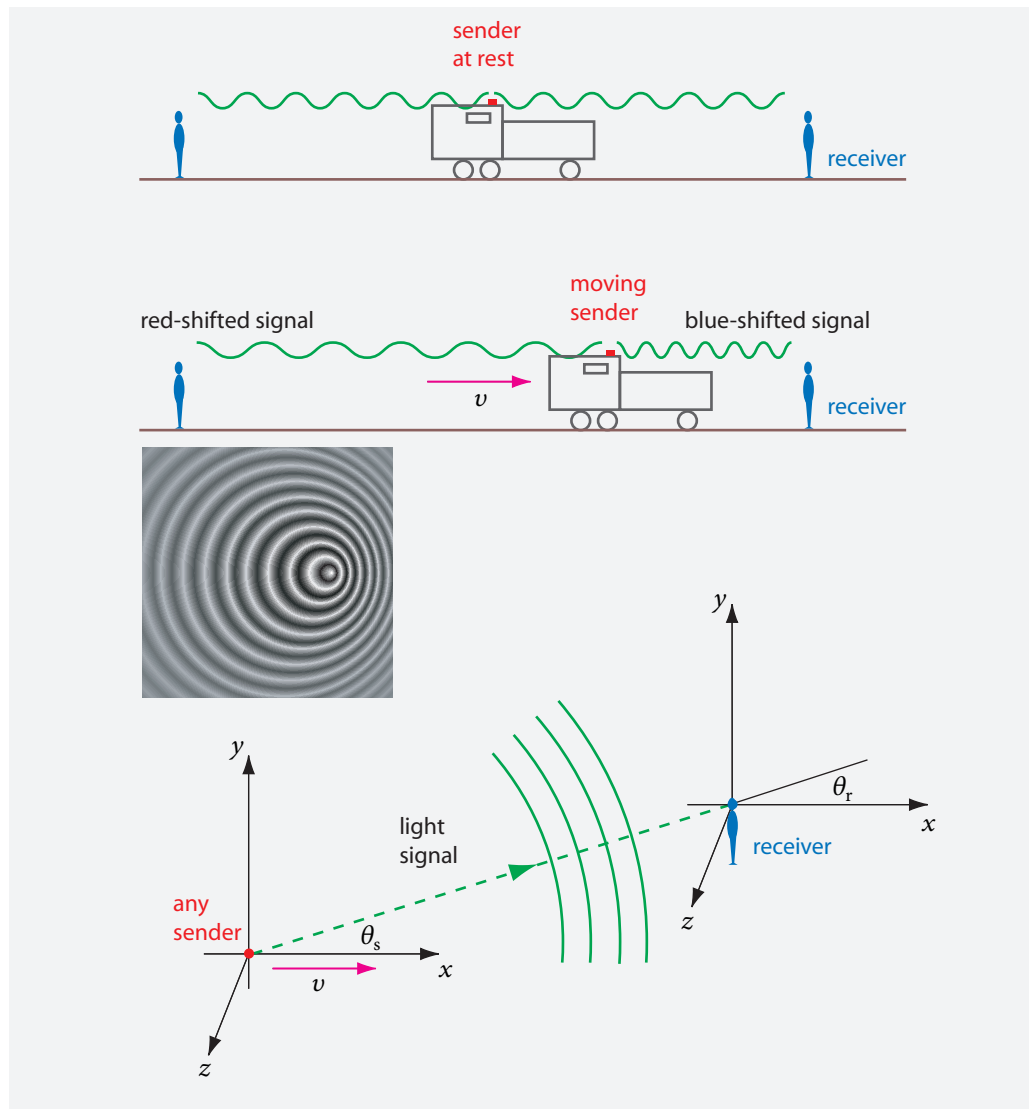 sender
at rest
receiver
moving
sender
red-shifted signal
blue-shifted signal
υ
receiver
y
y
θr
x
light
signal
receiver
any
sender
z
θs
x
υ
z